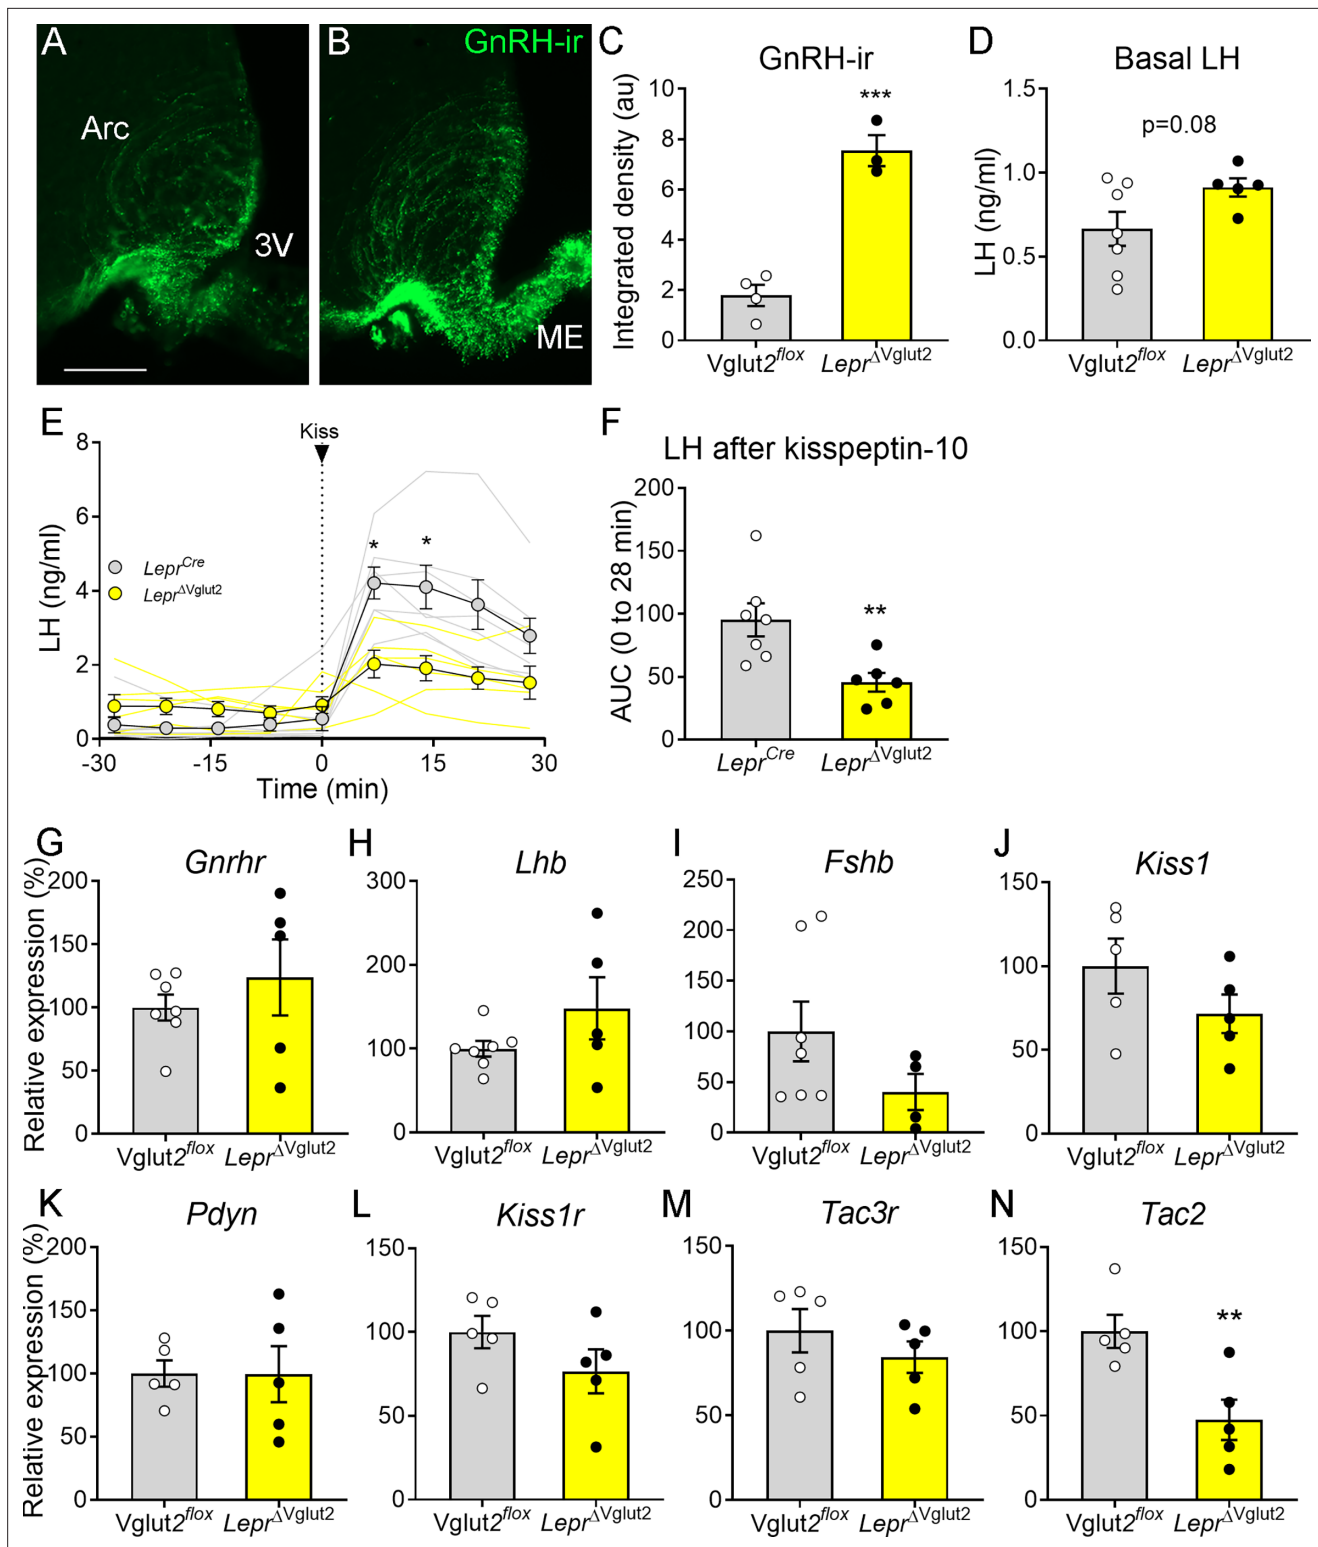 A
B
GnRH-ir
Arc
3V
ME
C
GnRH-ir
Integrated density (au)
10
8
6
4
2
0
***
Vglut2flox
LeprΔVglut2
D
Basal LH
LH (ng/ml)
1.5
1.0
0.5
0.0
p=0.08
Vglut2flox
LeprΔVglut2
E
Kiss
LH (ng/ml)
8
6
4
2
0
LeprCre
LeprΔVglut2
*
*
-30
-15
0
15
30
Time (min)
F
LH after kisspeptin-10
AUC (0 to 28 min)
200
150
100
50
0
**
LeprCre
LeprΔVglut2
G
Gnrhr
Relative expression (%)
200
150
100
50
0
Vglut2flox
LeprΔVglut2
H
Lhb
300
200
100
0
Vglut2flox
LeprΔVglut2
I
Fshb
250
200
150
100
50
0
Vglut2flox
LeprΔVglut2
J
Kiss1
150
100
50
0
Vglut2flox
LeprΔVglut2
K
Pdyn
Relative expression (%)
200
150
100
50
0
Vglut2flox
LeprΔVglut2
L
Kiss1r
150
100
50
0
Vglut2flox
LeprΔVglut2
M
Tac3r
150
100
50
0
Vglut2flox
LeprΔVglut2
N
Tac2
150
100
50
0
**
Vglut2flox
LeprΔVglut2